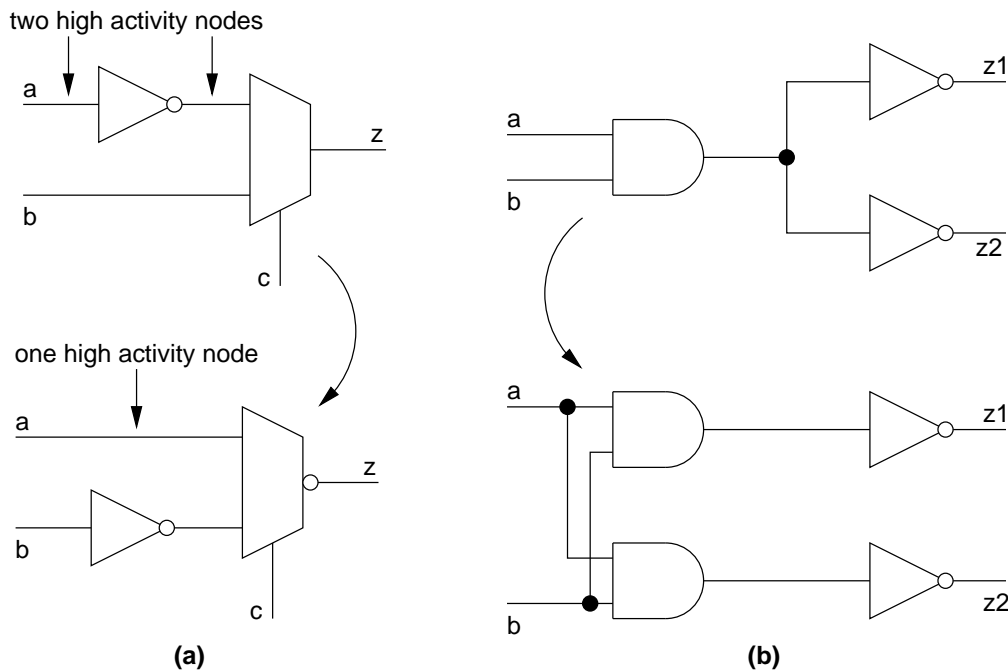 two high activity nodes
a
z
b
c
one high activity node
a
z
b
c
(a)
a
b
z1
z2
a
z1
b
z2
(b)